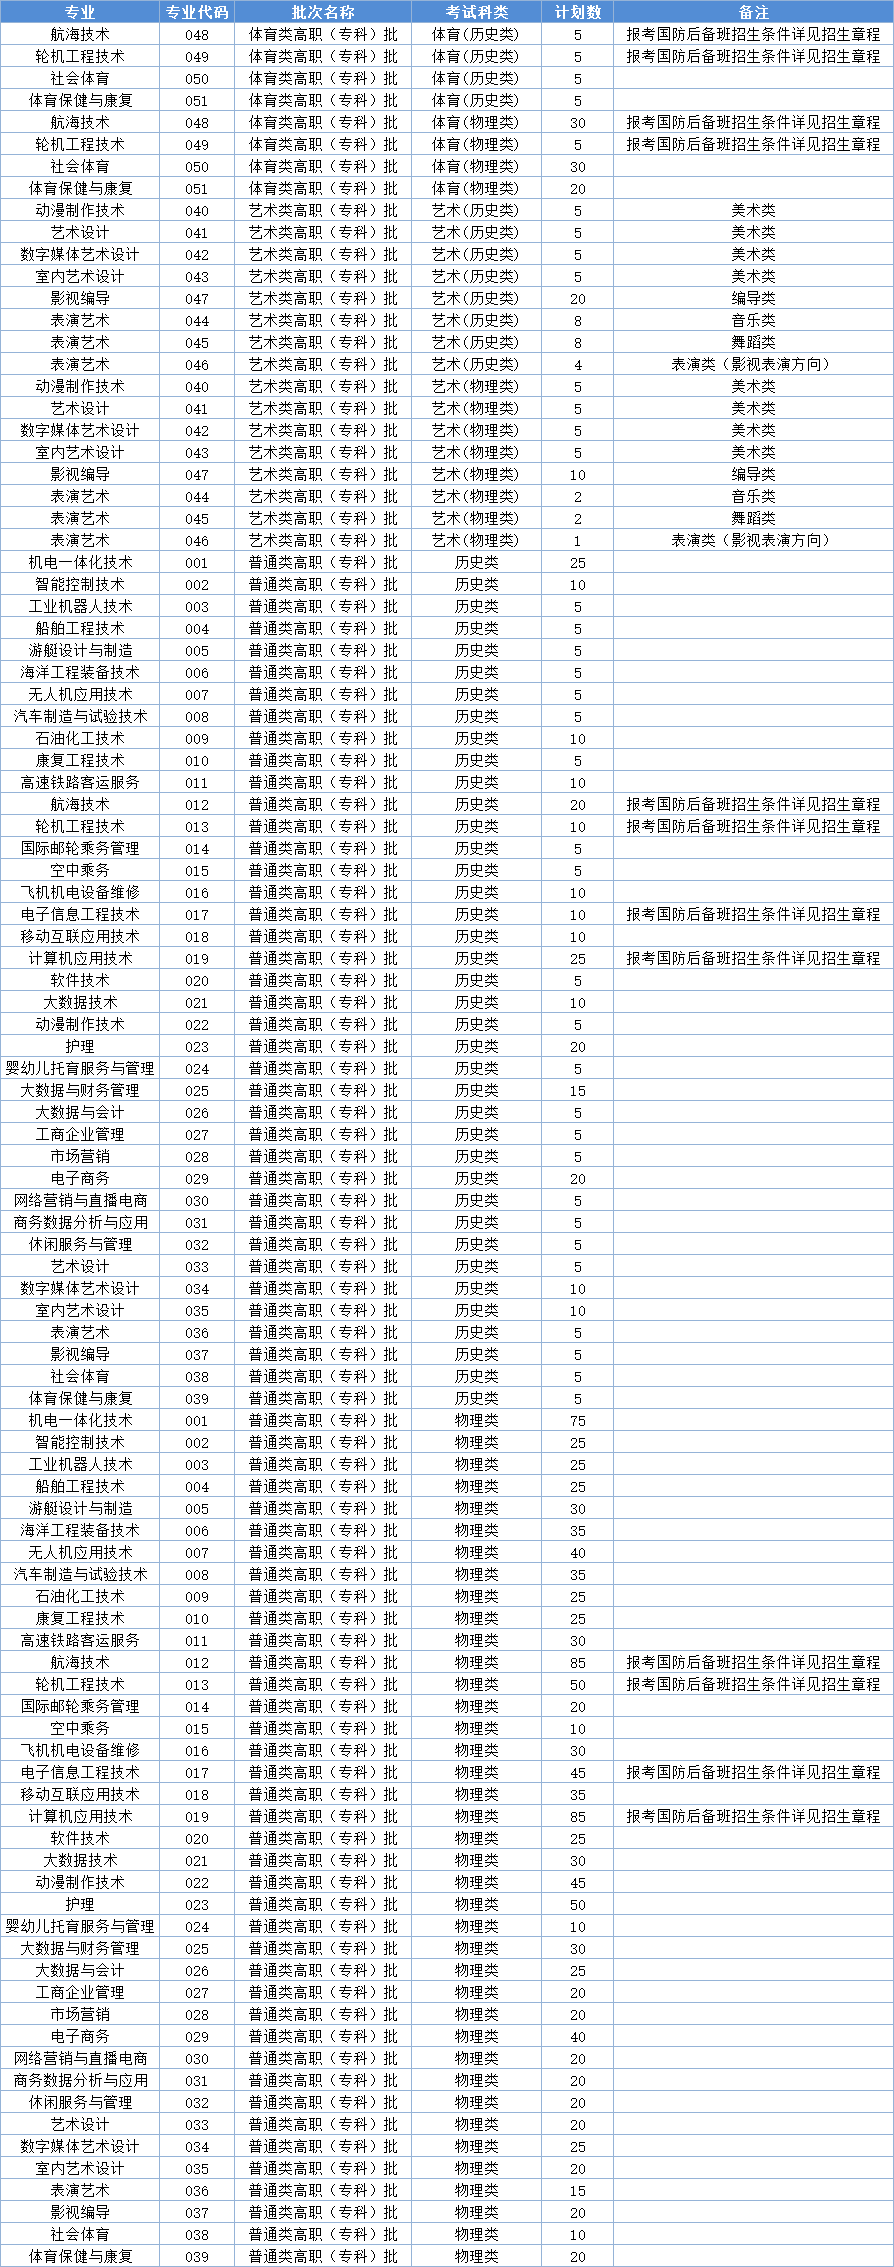 专业 专业代码 批次名称 考试科类 计划数 备注
航海技术 048 体育类高职（专科）批 体育(历史类) 5 报考国防后备班招生条件详见招生章程
轮机工程技术 049 体育类高职（专科）批 体育(历史类) 5 报考国防后备班招生条件详见招生章程
社会体育 050 体育类高职（专科）批 体育(历史类) 5
体育保健与康复 051 体育类高职（专科）批 体育(历史类) 5
航海技术 048 体育类高职（专科）批 体育(物理类) 30 报考国防后备班招生条件详见招生章程
轮机工程技术 049 体育类高职（专科）批 体育(物理类) 5 报考国防后备班招生条件详见招生章程
社会体育 050 体育类高职（专科）批 体育(物理类) 30
体育保健与康复 051 体育类高职（专科）批 体育(物理类) 20
动漫制作技术 040 艺术类高职（专科）批 艺术(历史类) 5 美术类
艺术设计 041 艺术类高职（专科）批 艺术(历史类) 5 美术类
数字媒体艺术设计 042 艺术类高职（专科）批 艺术(历史类) 5 美术类
室内艺术设计 043 艺术类高职（专科）批 艺术(历史类) 5 美术类
影视编导 047 艺术类高职（专科）批 艺术(历史类) 20 编导类
表演艺术 044 艺术类高职（专科）批 艺术(历史类) 8 音乐类
表演艺术 045 艺术类高职（专科）批 艺术(历史类) 8 舞蹈类
表演艺术 046 艺术类高职（专科）批 艺术(历史类) 4 表演类（影视表演方向）
动漫制作技术 040 艺术类高职（专科）批 艺术(物理类) 5 美术类
艺术设计 041 艺术类高职（专科）批 艺术(物理类) 5 美术类
数字媒体艺术设计 042 艺术类高职（专科）批 艺术(物理类) 5 美术类
室内艺术设计 043 艺术类高职（专科）批 艺术(物理类) 5 美术类
影视编导 047 艺术类高职（专科）批 艺术(物理类) 10 编导类
表演艺术 044 艺术类高职（专科）批 艺术(物理类) 2 音乐类
表演艺术 045 艺术类高职（专科）批 艺术(物理类) 2 舞蹈类
表演艺术 046 艺术类高职（专科）批 艺术(物理类) 1 表演类（影视表演方向）
机电一体化技术 001 普通类高职（专科）批 历史类 25
智能控制技术 002 普通类高职（专科）批 历史类 10
工业机器人技术 003 普通类高职（专科）批 历史类 5
船舶工程技术 004 普通类高职（专科）批 历史类 5
游艇设计与制造 005 普通类高职（专科）批 历史类 5
海洋工程装备技术 006 普通类高职（专科）批 历史类 5
无人机应用技术 007 普通类高职（专科）批 历史类 5
汽车制造与试验技术 008 普通类高职（专科）批 历史类 5
石油化工技术 009 普通类高职（专科）批 历史类 10
康复工程技术 010 普通类高职（专科）批 历史类 5
高速铁路客运服务 011 普通类高职（专科）批 历史类 10
航海技术 012 普通类高职（专科）批 历史类 20 报考国防后备班招生条件详见招生章程
轮机工程技术 013 普通类高职（专科）批 历史类 10 报考国防后备班招生条件详见招生章程
国际邮轮乘务管理 014 普通类高职（专科）批 历史类 5
空中乘务 015 普通类高职（专科）批 历史类 5
飞机机电设备维修 016 普通类高职（专科）批 历史类 10
电子信息工程技术 017 普通类高职（专科）批 历史类 10 报考国防后备班招生条件详见招生章程
移动互联应用技术 018 普通类高职（专科）批 历史类 10
计算机应用技术 019 普通类高职（专科）批 历史类 25 报考国防后备班招生条件详见招生章程
软件技术 020 普通类高职（专科）批 历史类 5
大数据技术 021 普通类高职（专科）批 历史类 10
动漫制作技术 022 普通类高职（专科）批 历史类 5
护理 023 普通类高职（专科）批 历史类 20
婴幼儿托育服务与管理 024 普通类高职（专科）批 历史类 5
大数据与财务管理 025 普通类高职（专科）批 历史类 15
大数据与会计 026 普通类高职（专科）批 历史类 5
工商企业管理 027 普通类高职（专科）批 历史类 5
市场营销 028 普通类高职（专科）批 历史类 5
电子商务 029 普通类高职（专科）批 历史类 20
网络营销与直播电商 030 普通类高职（专科）批 历史类 5
商务数据分析与应用 031 普通类高职（专科）批 历史类 5
休闲服务与管理 032 普通类高职（专科）批 历史类 5
艺术设计 033 普通类高职（专科）批 历史类 5
数字媒体艺术设计 034 普通类高职（专科）批 历史类 10
室内艺术设计 035 普通类高职（专科）批 历史类 10
表演艺术 036 普通类高职（专科）批 历史类 5
影视编导 037 普通类高职（专科）批 历史类 5
社会体育 038 普通类高职（专科）批 历史类 5
体育保健与康复 039 普通类高职（专科）批 历史类 5
机电一体化技术 001 普通类高职（专科）批 物理类 75
智能控制技术 002 普通类高职（专科）批 物理类 25
工业机器人技术 003 普通类高职（专科）批 物理类 25
船舶工程技术 004 普通类高职（专科）批 物理类 25
游艇设计与制造 005 普通类高职（专科）批 物理类 30
海洋工程装备技术 006 普通类高职（专科）批 物理类 35
无人机应用技术 007 普通类高职（专科）批 物理类 40
汽车制造与试验技术 008 普通类高职（专科）批 物理类 35
石油化工技术 009 普通类高职（专科）批 物理类 25
康复工程技术 010 普通类高职（专科）批 物理类 25
高速铁路客运服务 011 普通类高职（专科）批 物理类 30
航海技术 012 普通类高职（专科）批 物理类 85 报考国防后备班招生条件详见招生章程
轮机工程技术 013 普通类高职（专科）批 物理类 50 报考国防后备班招生条件详见招生章程
国际邮轮乘务管理 014 普通类高职（专科）批 物理类 20
空中乘务 015 普通类高职（专科）批 物理类 10
飞机机电设备维修 016 普通类高职（专科）批 物理类 30
电子信息工程技术 017 普通类高职（专科）批 物理类 45 报考国防后备班招生条件详见招生章程
移动互联应用技术 018 普通类高职（专科）批 物理类 35
计算机应用技术 019 普通类高职（专科）批 物理类 85 报考国防后备班招生条件详见招生章程
软件技术 020 普通类高职（专科）批 物理类 25
大数据技术 021 普通类高职（专科）批 物理类 30
动漫制作技术 022 普通类高职（专科）批 物理类 45
护理 023 普通类高职（专科）批 物理类 50
婴幼儿托育服务与管理 024 普通类高职（专科）批 物理类 10
大数据与财务管理 025 普通类高职（专科）批 物理类 30
大数据与会计 026 普通类高职（专科）批 物理类 25
工商企业管理 027 普通类高职（专科）批 物理类 20
市场营销 028 普通类高职（专科）批 物理类 20
电子商务 029 普通类高职（专科）批 物理类 40
网络营销与直播电商 030 普通类高职（专科）批 物理类 20
商务数据分析与应用 031 普通类高职（专科）批 物理类 20
休闲服务与管理 032 普通类高职（专科）批 物理类 20
艺术设计 033 普通类高职（专科）批 物理类 20
数字媒体艺术设计 034 普通类高职（专科）批 物理类 25
室内艺术设计 035 普通类高职（专科）批 物理类 20
表演艺术 036 普通类高职（专科）批 物理类 15
影视编导 037 普通类高职（专科）批 物理类 20
社会体育 038 普通类高职（专科）批 物理类 10
体育保健与康复 039 普通类高职（专科）批 物理类 20